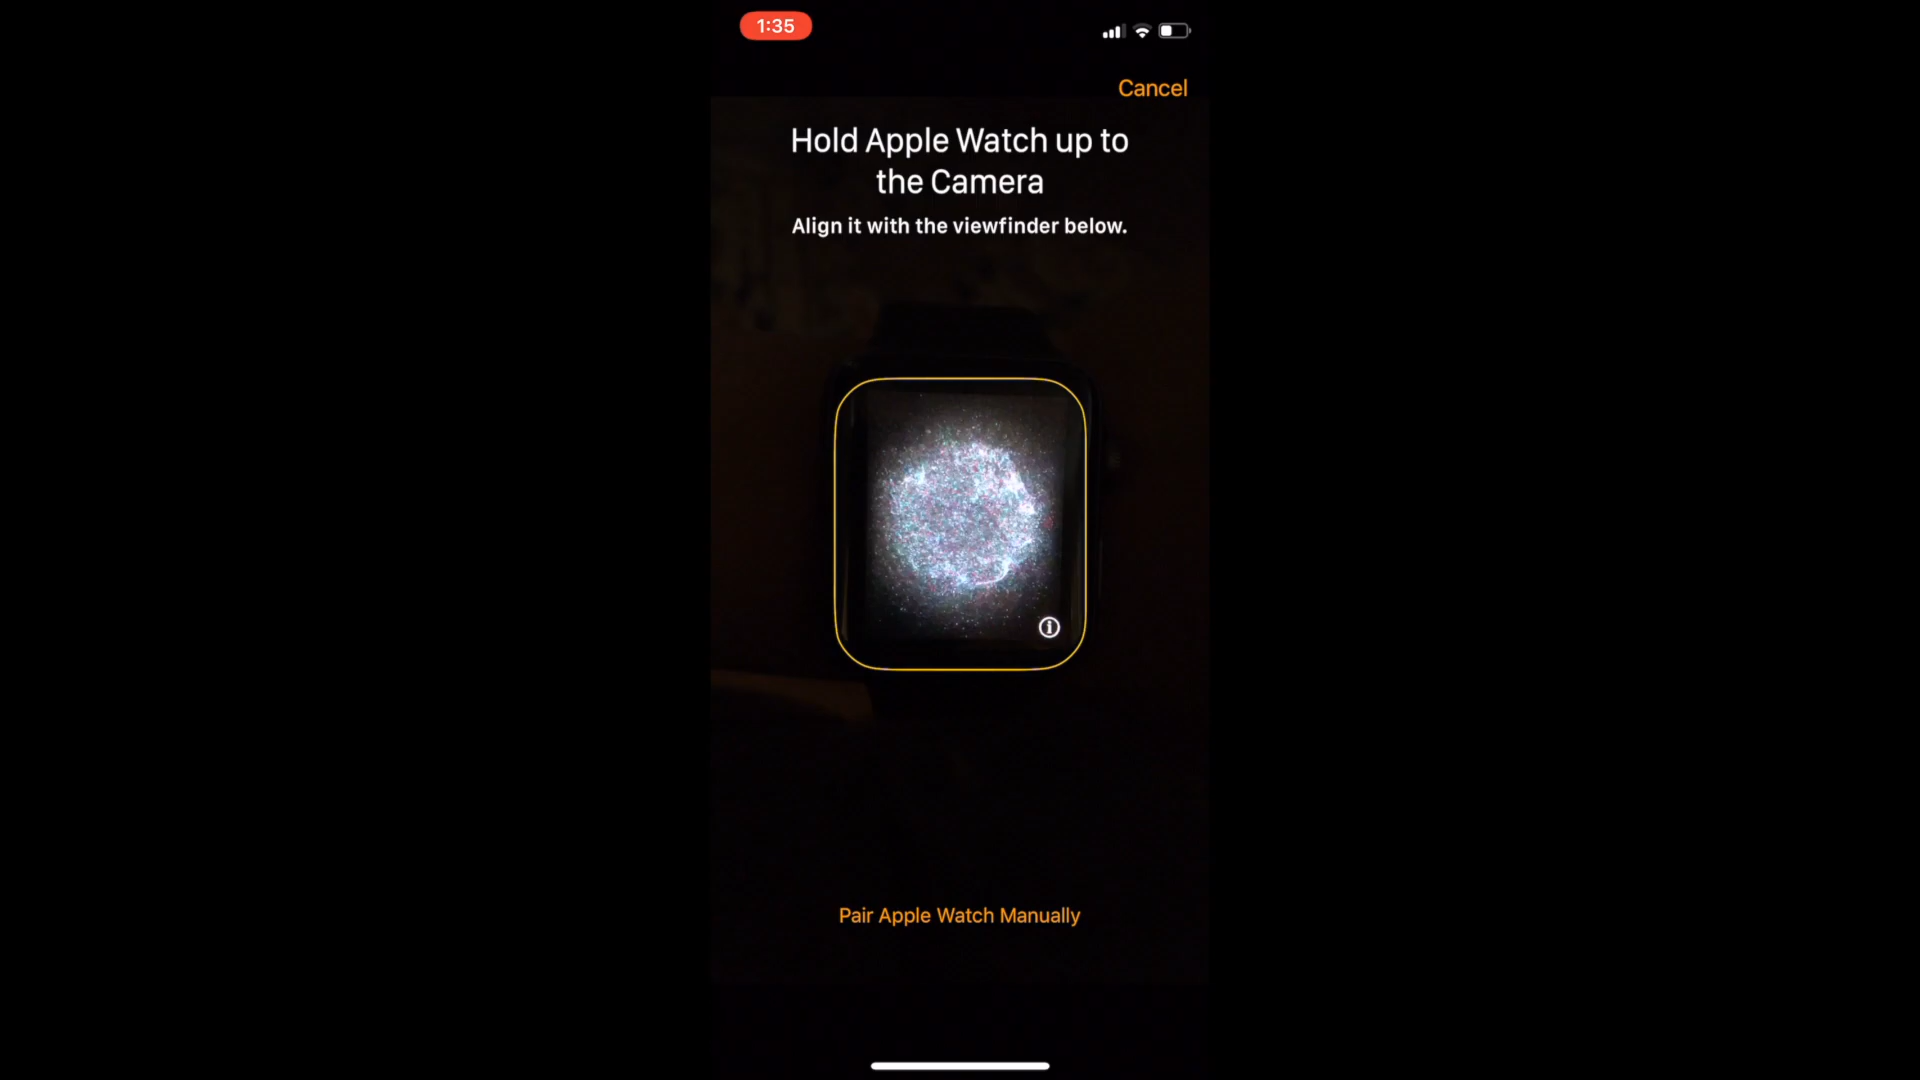 1:35
Cancel
Hold Apple Watch up to
the Camera
Align it with the viewfinder below.
Pair Apple Watch Manually